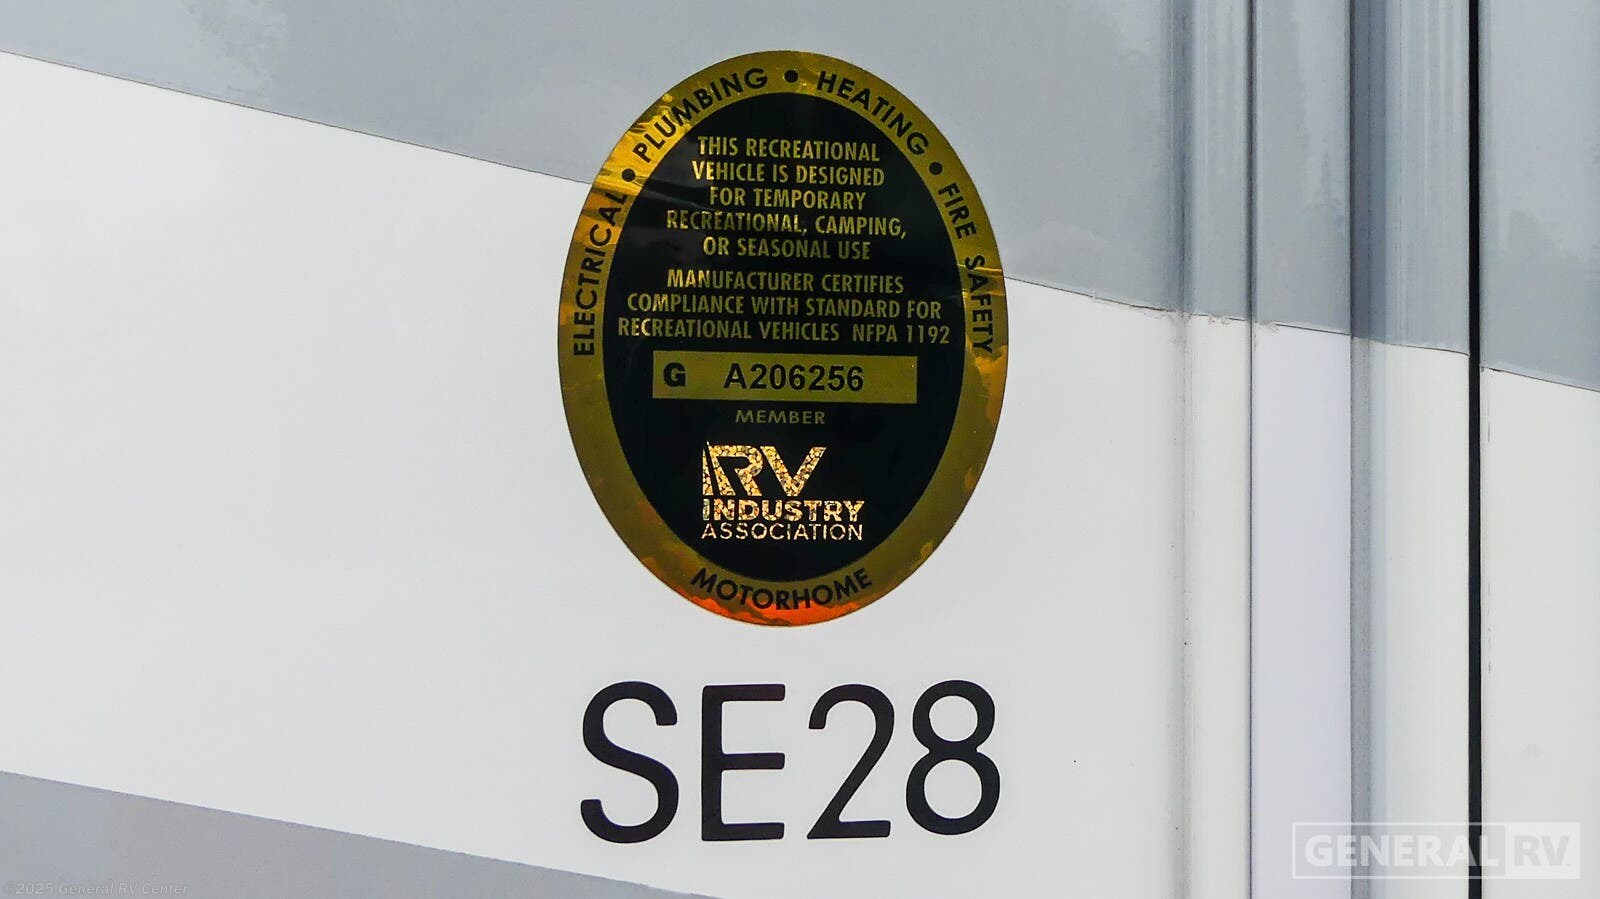 ELECTRICAL • PLUMBING • HEATING • FIRE SAFETY
THIS RECREATIONAL
VEHICLE IS DESIGNED
FOR TEMPORARY
RECREATIONAL, CAMPING,
OR SEASONAL USE
MANUFACTURER CERTIFIES
COMPLIANCE WITH STANDARD FOR
RECREATIONAL VEHICLES NFPA 1192
G A206256
MEMBER
RV
INDUSTRY
ASSOCIATION
MOTORHOME
SE28
GENERAL RV
©2025 General RV Center